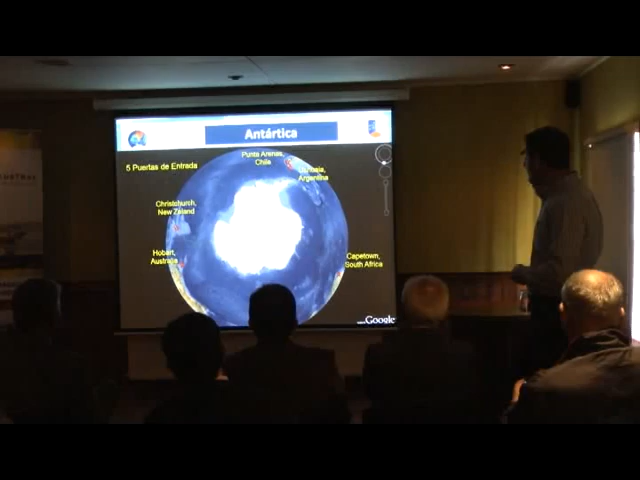 Antártica
5 Puertas de Entrada
Punta Arenas,
Chile
Ushuaia,
Argentina
Christchurch,
New Zealand
Hobart,
Australia
Capetown,
South Africa
Google